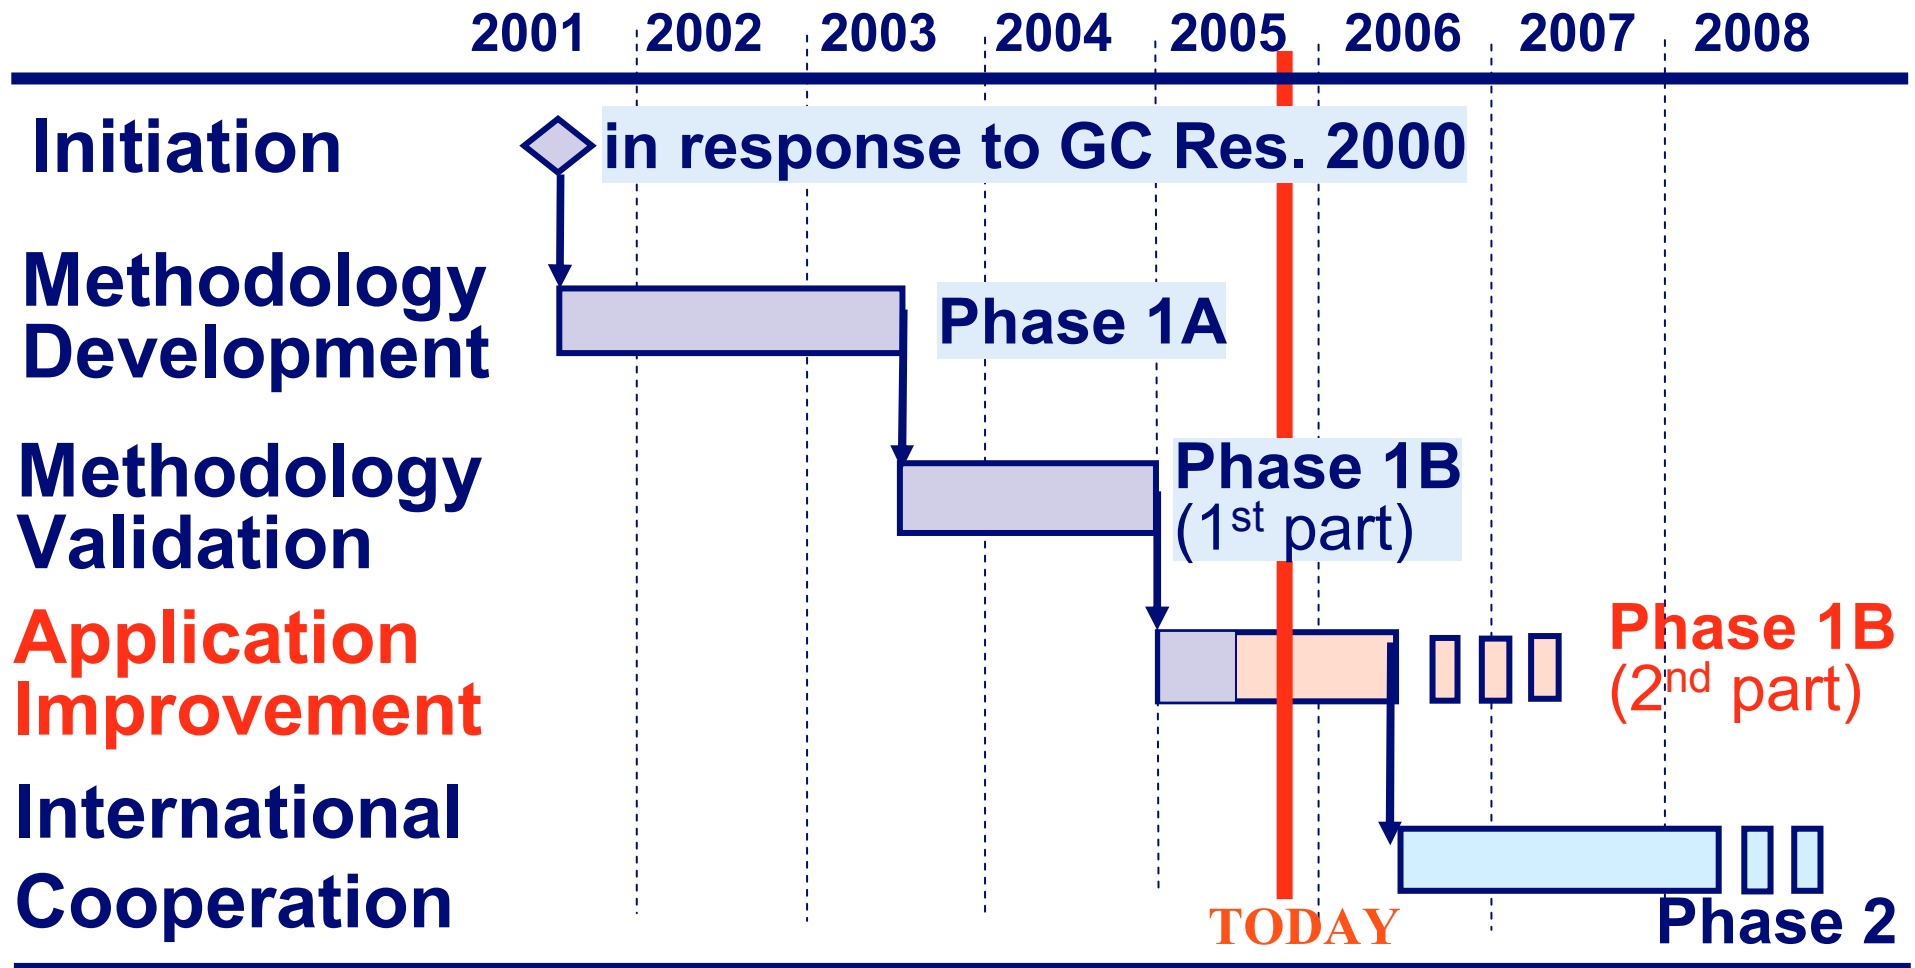 2001 2002 2003 2004 2005 2006 2007 2008
Initiation
in response to GC Res. 2000
Methodology
Development
Phase 1A
Methodology
Validation
Phase 1B
(1st part)
Application
Improvement
Phase 1B
(2nd part)
International
Cooperation
Phase 2
TODAY